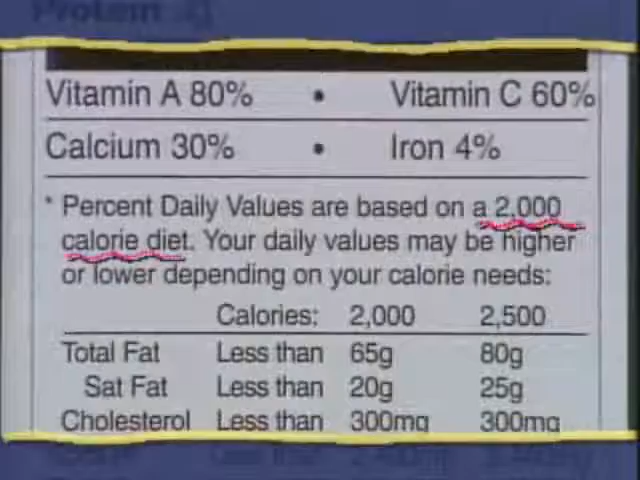 Protein
Vitamin A 80% • Vitamin C 60%
Calcium 30% • Iron 4%
* Percent Daily Values are based on a 2,000
calorie diet. Your daily values may be higher
or lower depending on your calorie needs:
Calories: 2,000 2,500
Total Fat Less than 65g 80g
Sat Fat Less than 20g 25g
Cholesterol Less than 300mg 300mg